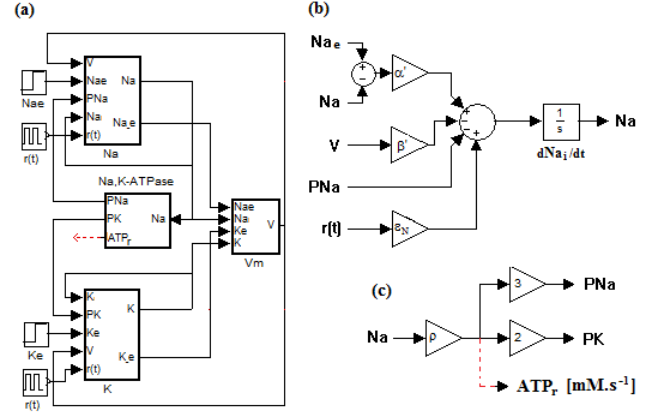 (a)
V
Nae
PNa
Na
r(t)
Na
Na_e
Na
Nae
r(t)
Na,K-ATPase
PNa
PK
ATPr
Na
Nae
Na
Ke
K
V
Vm
K
PK
Ke
V
r(t)
K
K_e
K
Ke
r(t)
(b)
Nae
+
−
Na
α'
V
β'
PNa
r(t)
εN
+
−
−
+
1
s
dNai/dt
Na
(c)
Na
ρ
3
PNa
2
PK
ATPr [mM.s-1]